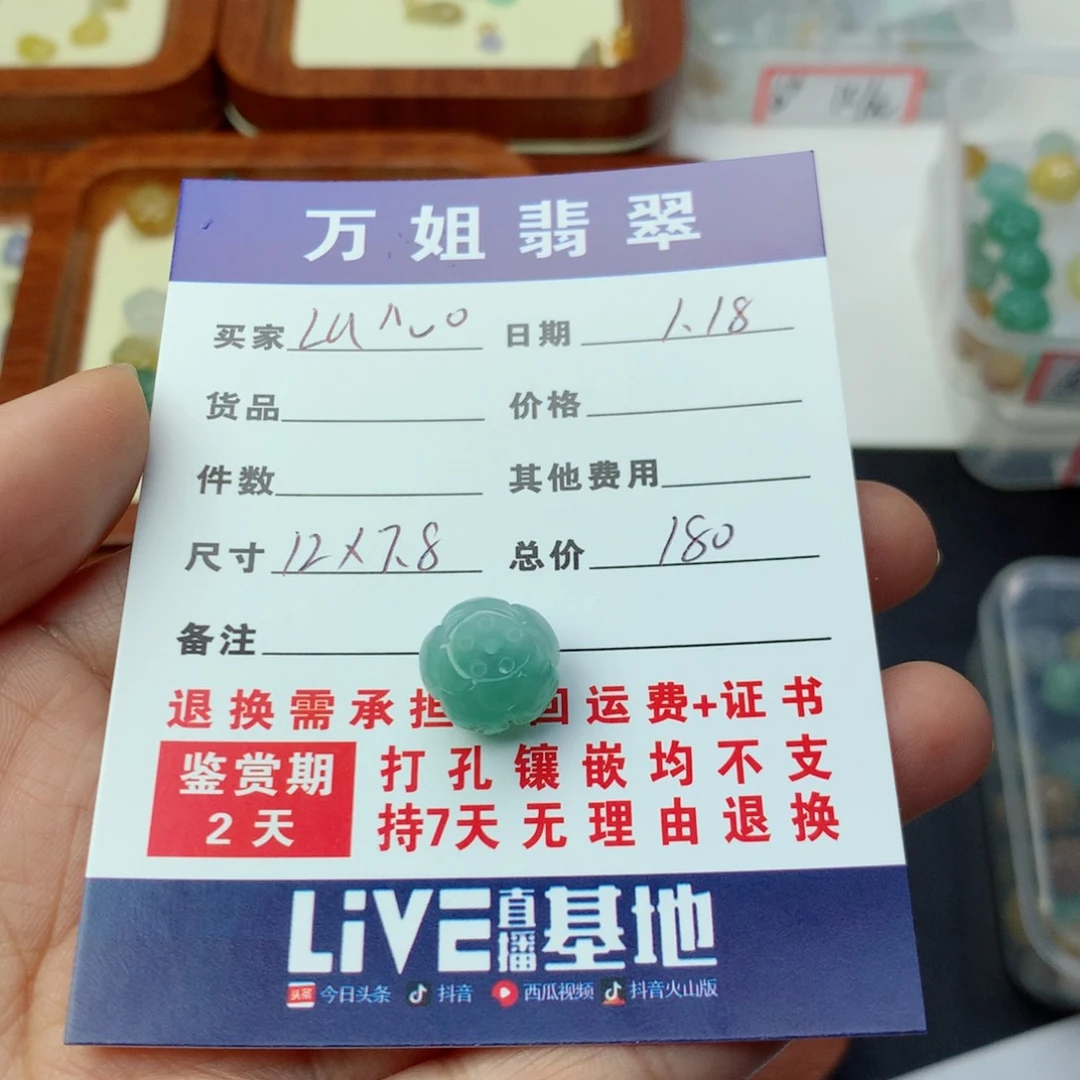 万姐翡翠
买家 日期 1.18
货品 价格
件数 其他费用
尺寸 12X7.8 总价 180
备注
退换需承担 回运费+证书
鉴赏期
2天
打孔镶嵌均不支
持7天无理由退换
LiVE直播基地
头条 今日头条 抖音 西瓜视频 抖音火山版